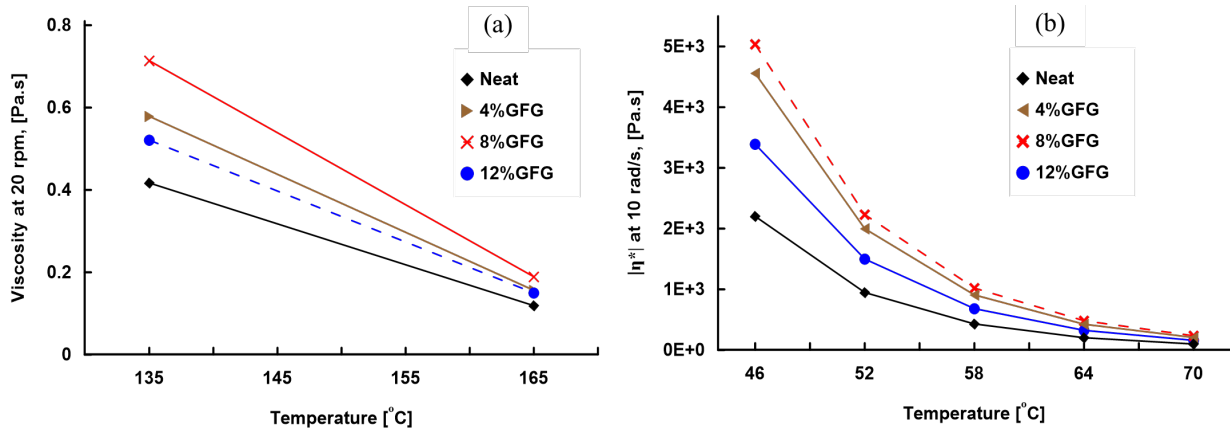 (a)
0.8
0.6
0.4
0.2
0
Viscosity at 20 rpm, [Pa.s]
Neat
4%GFG
8%GFG
12%GFG
135 145 155 165
Temperature [°C]
(b)
5E+3
4E+3
3E+3
2E+3
1E+3
0E+0
|η*| at 10 rad/s, [Pa.s]
Neat
4%GFG
8%GFG
12%GFG
46 52 58 64 70
Temperature [°C]